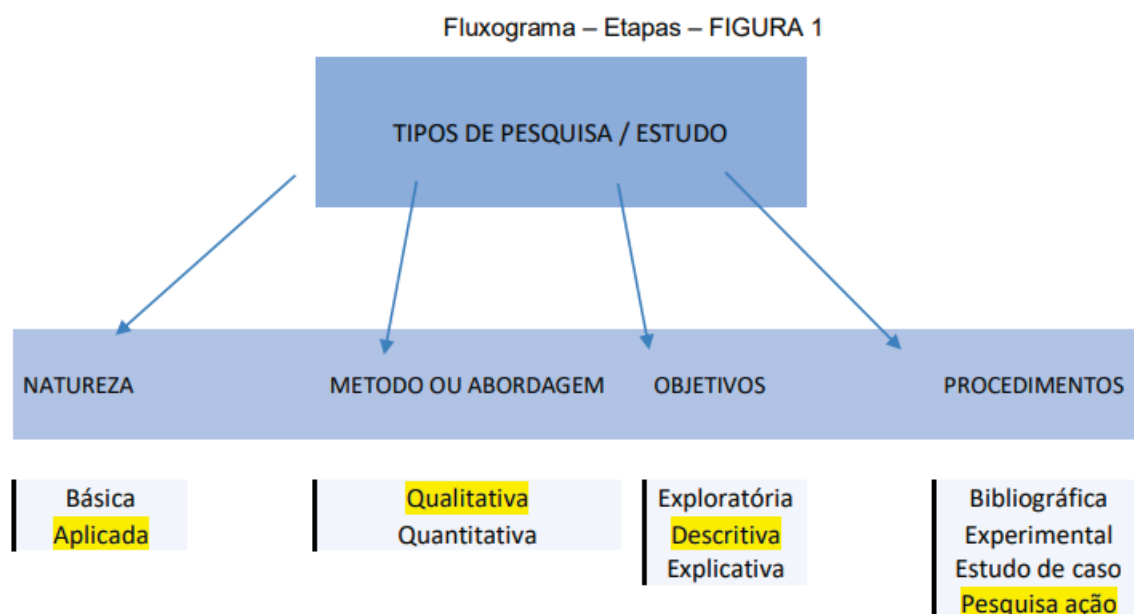 Fluxograma – Etapas – FIGURA 1
TIPOS DE PESQUISA / ESTUDO
NATUREZA
METODO OU ABORDAGEM
OBJETIVOS
PROCEDIMENTOS
Básica
Aplicada
Qualitativa
Quantitativa
Exploratória
Descritiva
Explicativa
Bibliográfica
Experimental
Estudo de caso
Pesquisa ação